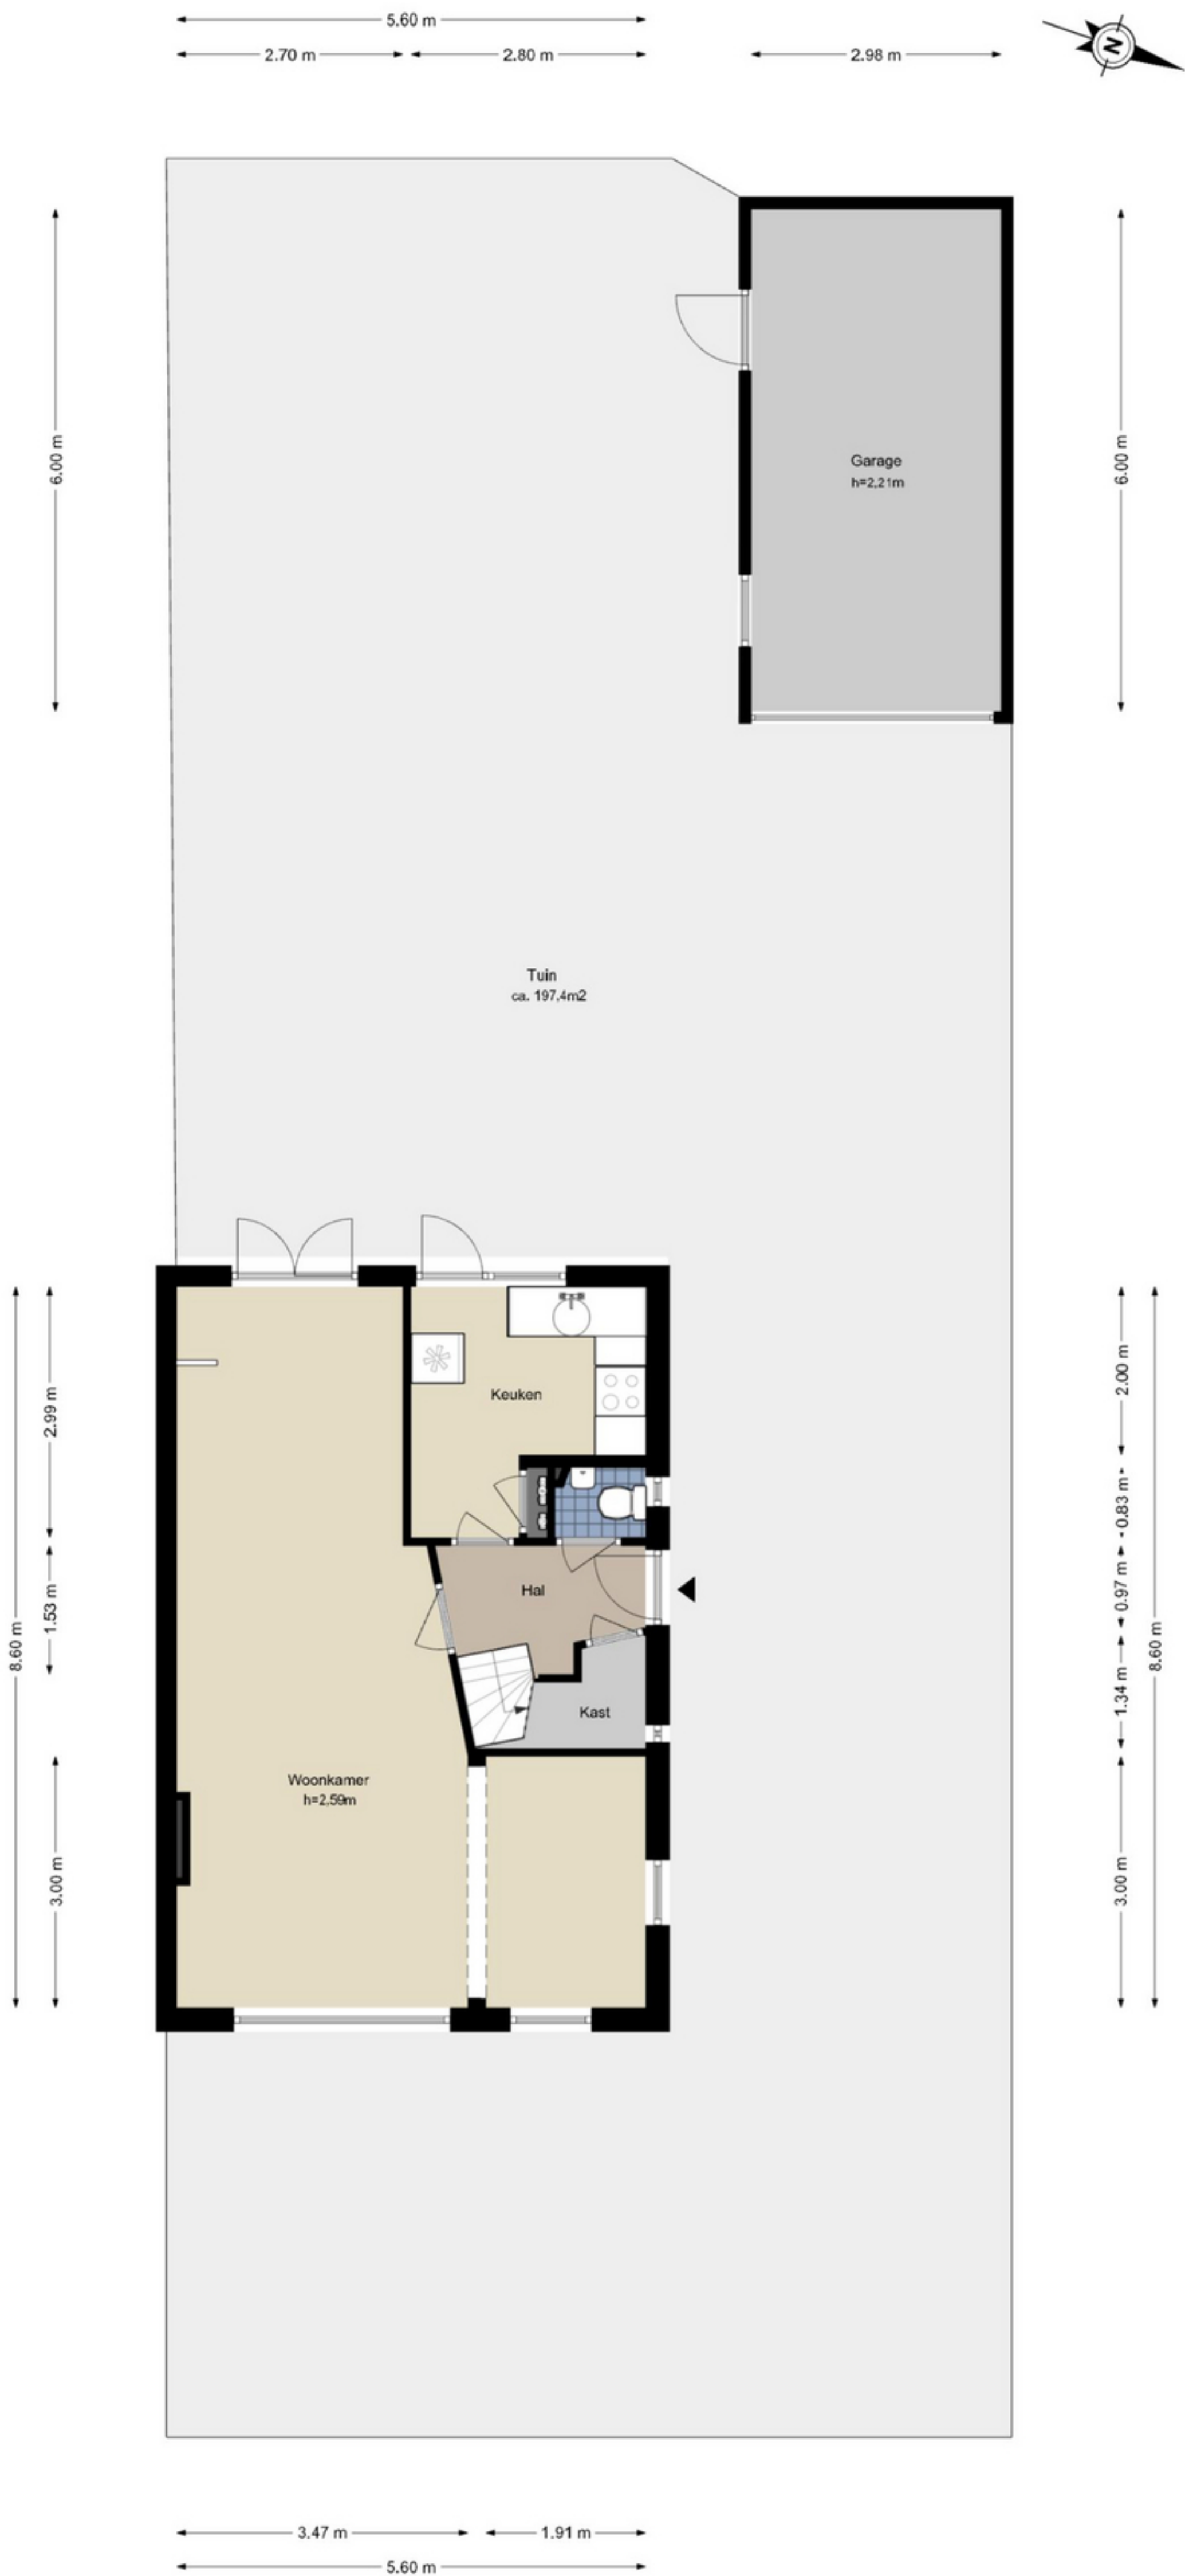 5.60 m
2.70 m
2.80 m
2.98 m
N
6.00 m
6.00 m
Garage
h=2,21m
Tuin
ca. 197,4m2
8.60 m
2.99 m
1.53 m
3.00 m
Keuken
Hal
Kast
Woonkamer
h=2,59m
2.00 m
0.83 m
0.97 m
1.34 m
3.00 m
8.60 m
3.47 m
1.91 m
5.60 m